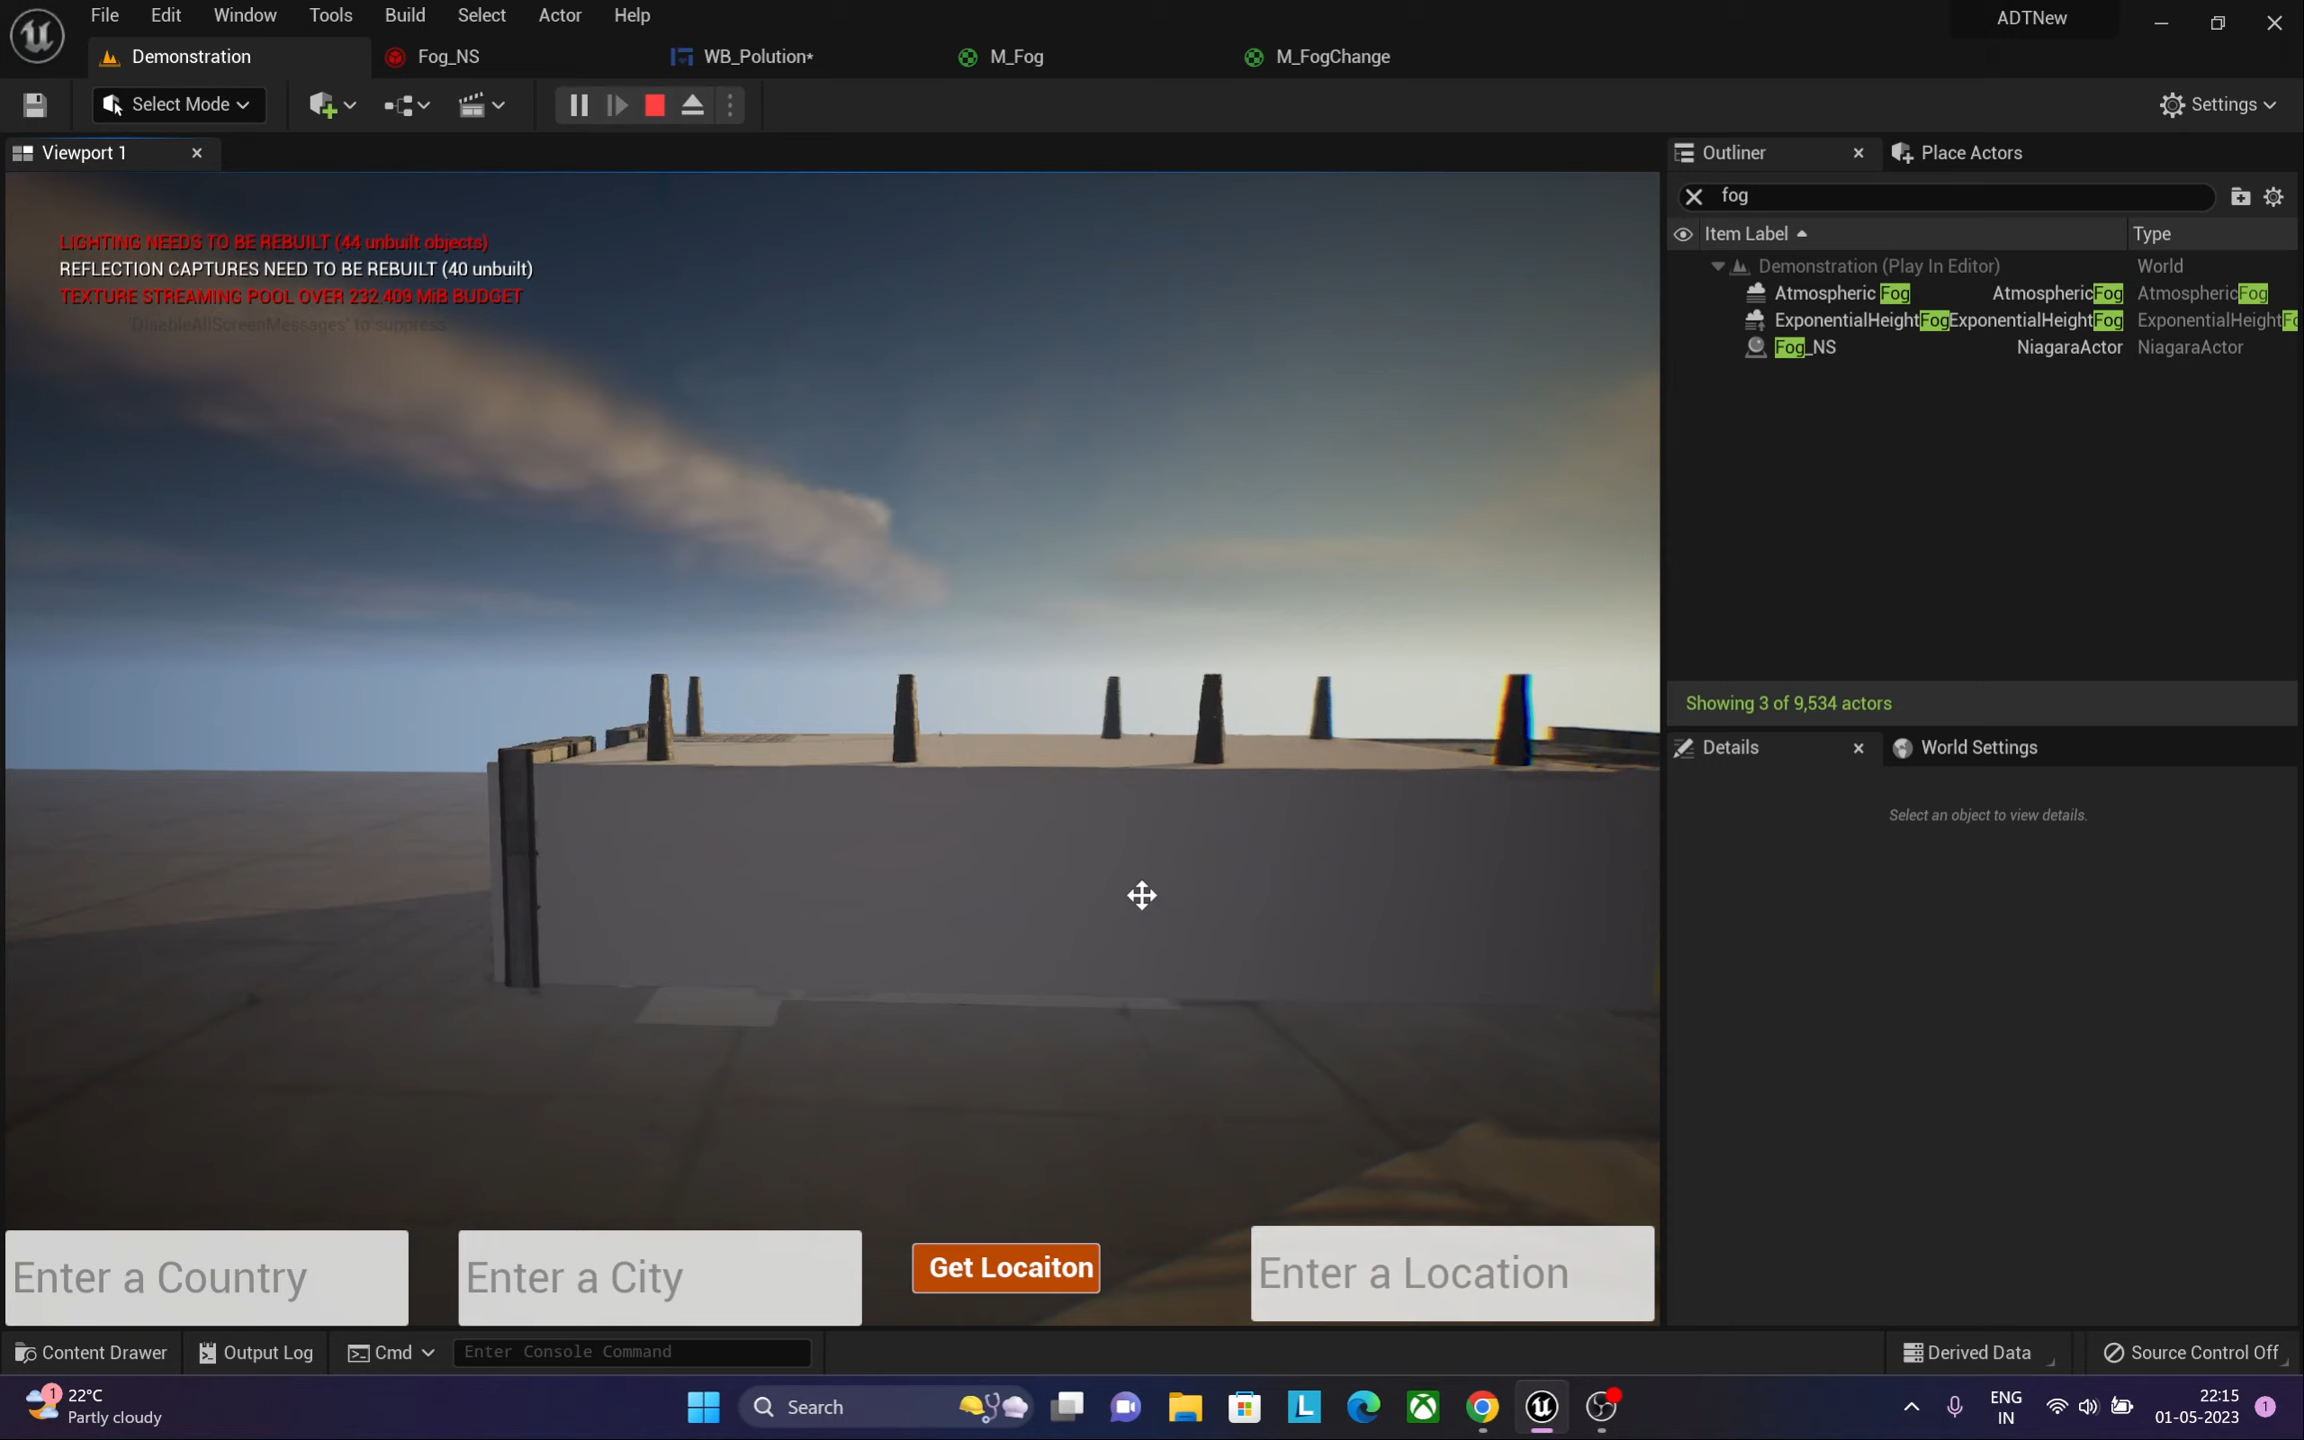 File Edit Window Tools Build Select Actor Help
ADTNew
Demonstration Fog_NS WB_Polution* M_Fog M_FogChange
Select Mode
Settings
Viewport 1
Outliner Place Actors
fog
Item Label Type
LIGHTING NEEDS TO BE REBUILT (44 unbuilt objects)
REFLECTION CAPTURES NEED TO BE REBUILT (40 unbuilt)
TEXTURE STREAMING POOL OVER 232.409 MiB BUDGET
'DisableAllScreenMessages' to suppress
Demonstration (Play In Editor) World
Atmospheric Fog AtmosphericFog AtmosphericFog
ExponentialHeightFog ExponentialHeightFog ExponentialHeightFo
Fog_NS NiagaraActor NiagaraActor
Showing 3 of 9,534 actors
Details World Settings
Select an object to view details.
Enter a Country Enter a City Get Locaiton Enter a Location
Content Drawer Output Log Cmd Enter Console Command Derived Data Source Control Off
1 22°C
Partly cloudy
Search
L
ENG
IN
22:15
01-05-2023
1